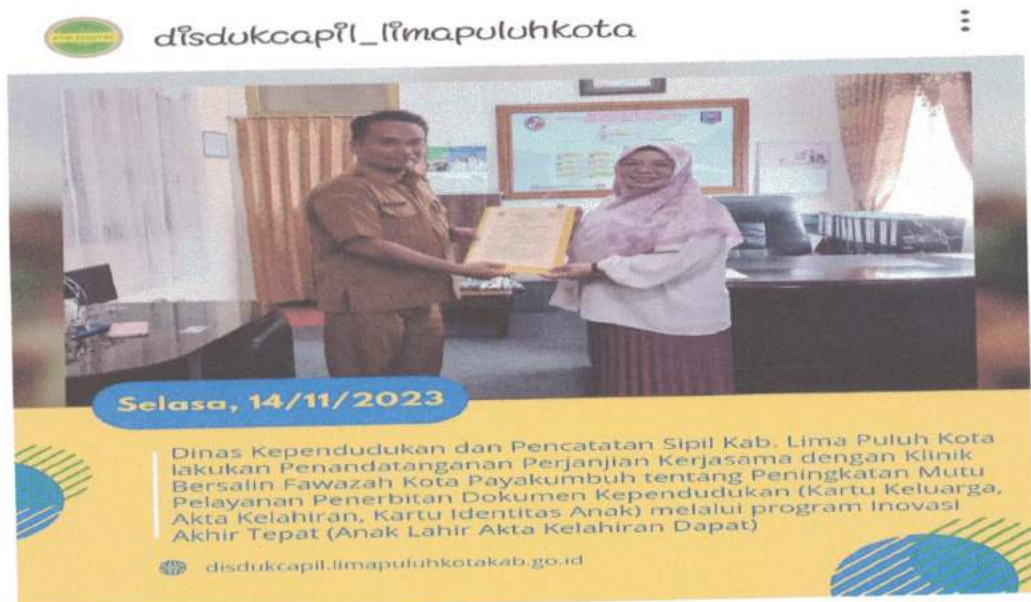 disdukcapil_limapuluhkota
Selasa, 14/11/2023
Dinas Kependudukan dan Pencatatan Sipil Kab. Lima Puluh Kota
lakukan Penandatanganan Perjanjian Kerjasama dengan Klinik
Bersalin Fawazah Kota Payakumbuh tentang Peningkatan Mutu
Pelayanan Penerbitan Dokumen Kependudukan (Kartu Keluarga,
Akta Kelahiran, Kartu Identitas Anak) melalui program Inovasi
Akhir Tepat (Anak Lahir Akta Kelahiran Dapat)
disdukcapil.limapuluhkotakab.go.id